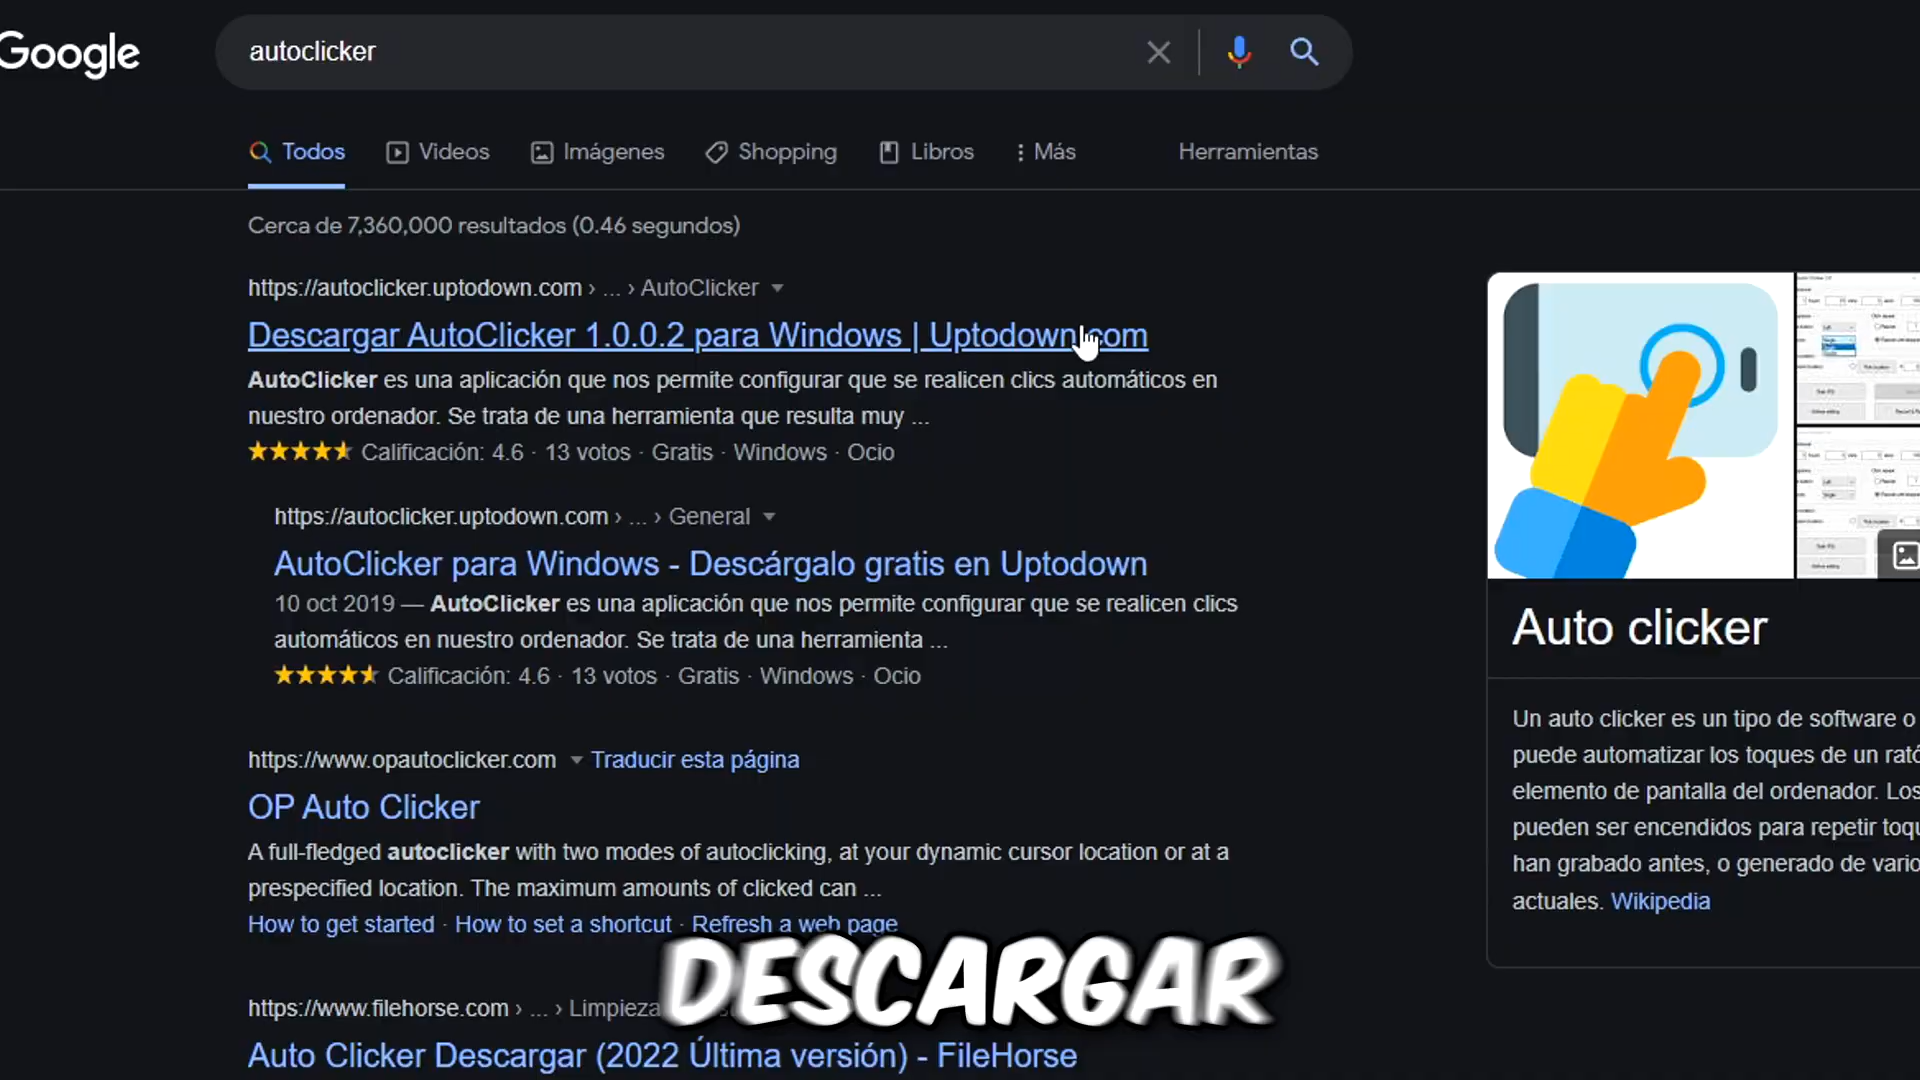 Google
autoclicker
Todos Videos Imágenes Shopping Libros Más Herramientas
Cerca de 7,360,000 resultados (0.46 segundos)
https://autoclicker.uptodown.com › ... › AutoClicker
Descargar AutoClicker 1.0.0.2 para Windows | Uptodown.com
AutoClicker es una aplicación que nos permite configurar que se realicen clics automáticos en
nuestro ordenador. Se trata de una herramienta que resulta muy ...
Calificación: 4.6 · 13 votos · Gratis · Windows · Ocio
https://autoclicker.uptodown.com › ... › General
AutoClicker para Windows - Descárgalo gratis en Uptodown
10 oct 2019 — AutoClicker es una aplicación que nos permite configurar que se realicen clics
automáticos en nuestro ordenador. Se trata de una herramienta ...
Calificación: 4.6 · 13 votos · Gratis · Windows · Ocio
https://www.opautoclicker.com Traducir esta página
OP Auto Clicker
A full-fledged autoclicker with two modes of autoclicking, at your dynamic cursor location or at a
prespecified location. The maximum amounts of clicked can ...
How to get started · How to set a shortcut · Refresh a web page
DESCARGAR
https://www.filehorse.com › ... › Limpieza
Auto Clicker Descargar (2022 Última versión) - FileHorse
Auto clicker
Un auto clicker es un tipo de software o
puede automatizar los toques de un rató
elemento de pantalla del ordenador. Los
pueden ser encendidos para repetir toqu
han grabado antes, o generado de vario
actuales. Wikipedia